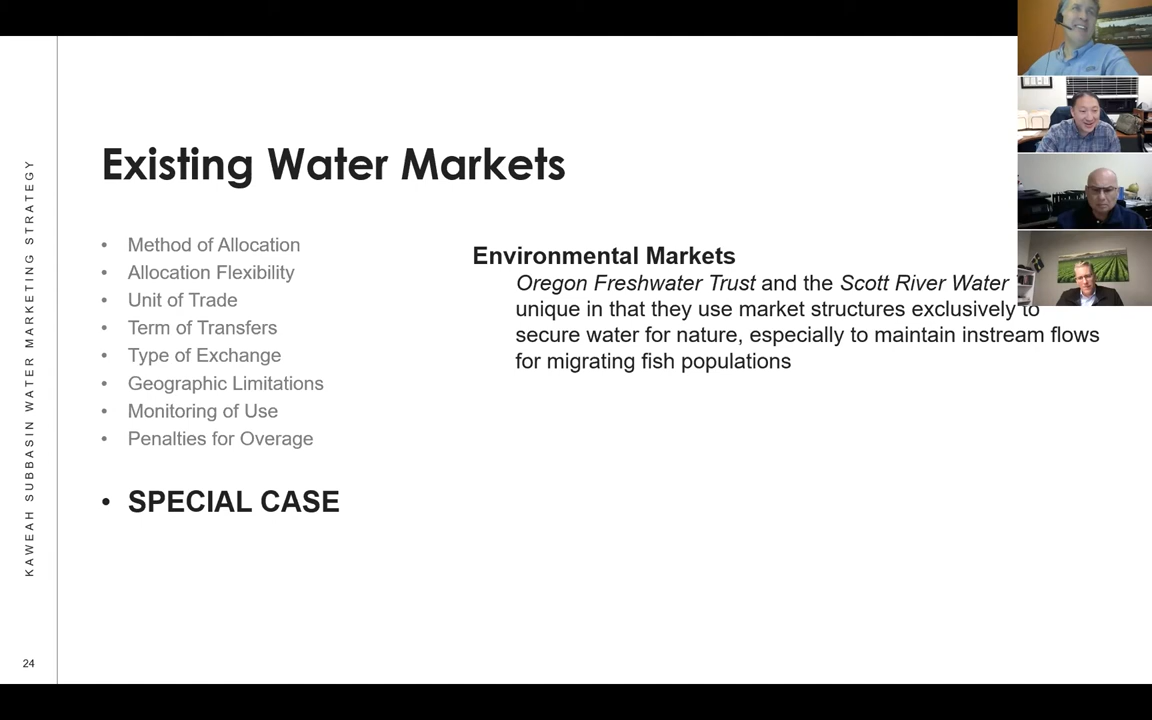 KAWEAH SUBBASIN WATER MARKETING STRATEGY
Existing Water Markets
• Method of Allocation
• Allocation Flexibility
• Unit of Trade
• Term of Transfers
• Type of Exchange
• Geographic Limitations
• Monitoring of Use
• Penalties for Overage
• SPECIAL CASE
Environmental Markets
Oregon Freshwater Trust and the Scott River Water
unique in that they use market structures exclusively to
secure water for nature, especially to maintain instream flows
for migrating fish populations
24